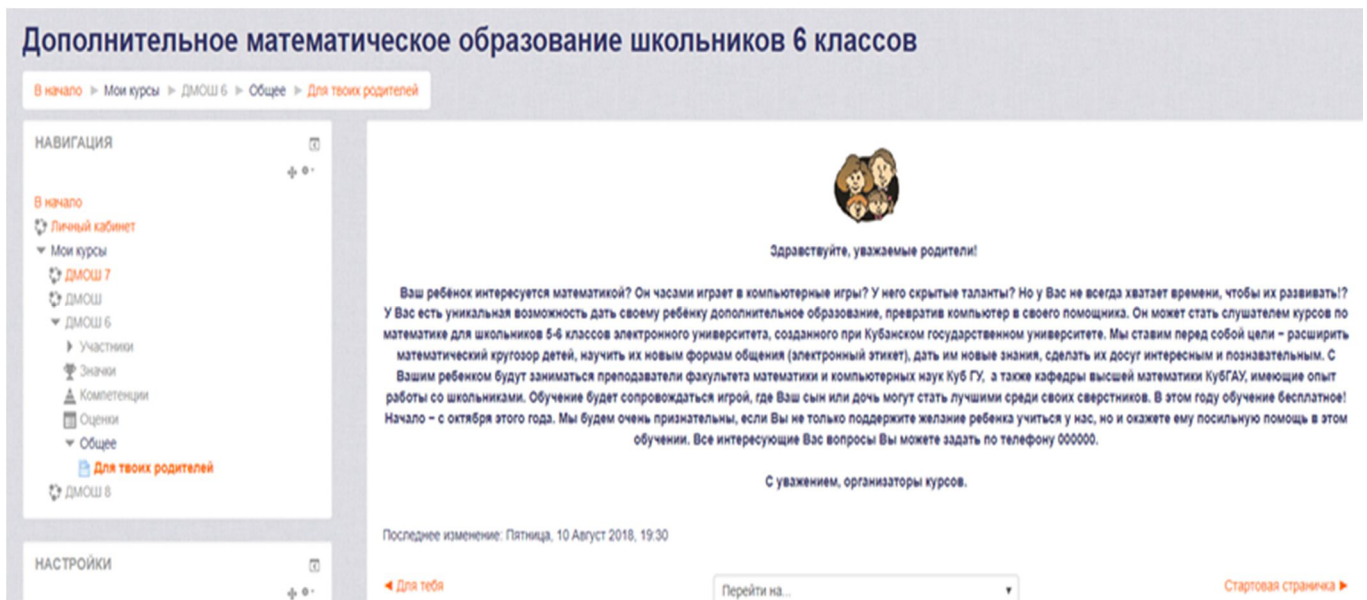 Дополнительное математическое образование школьников 6 классов
В начало ▶ Мои курсы ▶ ДМОШ 6 ▶ Общее ▶ Для твоих родителей
НАВИГАЦИЯ
В начало
Личный кабинет
Мои курсы
ДМОШ 7
ДМОШ
ДМОШ 6
Участники
Значки
Компетенции
Оценки
Общее
Для твоих родителей
ДМОШ 8
НАСТРОЙКИ
Здравствуйте, уважаемые родители!
Ваш ребёнок интересуется математикой? Он часами играет в компьютерные игры? У него скрытые таланты? Но у Вас не всегда хватает времени, чтобы их развивать!?
У Вас есть уникальная возможность дать своему ребёнку дополнительное образование, превратив компьютер в своего помощника. Он может стать слушателем курсов по
математике для школьников 5-6 классов электронного университета, созданного при Кубанском государственном университете. Мы ставим перед собой цели – расширить
математический кругозор детей, научить их новым формам общения (электронный этикет), дать им новые знания, сделать их досуг интересным и познавательным. С
Вашим ребенком будут заниматься преподаватели факультета математики и компьютерных наук Куб ГУ, а также кафедры высшей математики КубГАУ, имеющие опыт
работы со школьниками. Обучение будет сопровождаться игрой, где Ваш сын или дочь могут стать лучшими среди своих сверстников. В этом году обучение бесплатное!
Начало – с октября этого года. Мы будем очень признательны, если Вы не только поддержите желание ребенка учиться у нас, но и окажете ему посильную помощь в этом
обучении. Все интересующие Вас вопросы Вы можете задать по телефону 000000.
С уважением, организаторы курсов.
Последнее изменение: Пятница, 10 Август 2018, 19:30
◀ Для тебя
Перейти на...
Стартовая страничка ▶